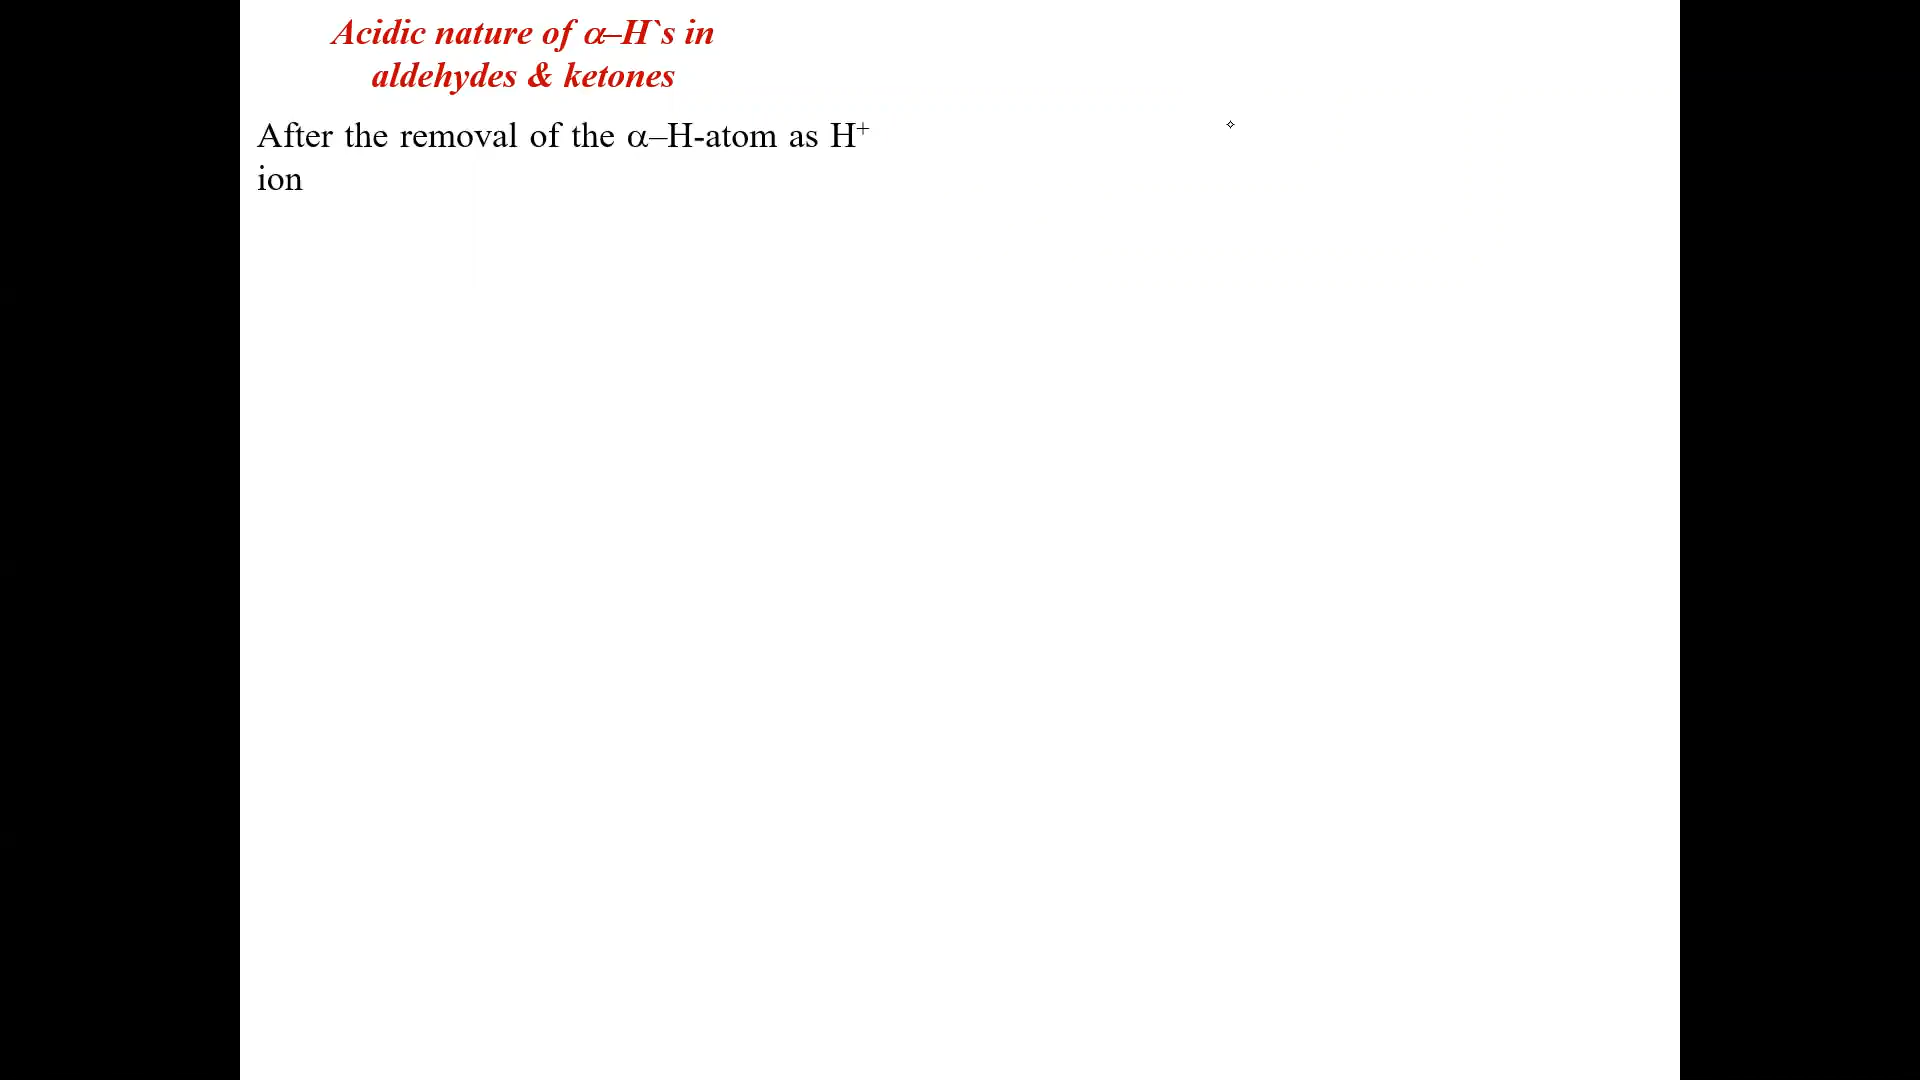 Acidic nature of α–H`s in
aldehydes & ketones
After the removal of the α–H-atom as H⁺
ion